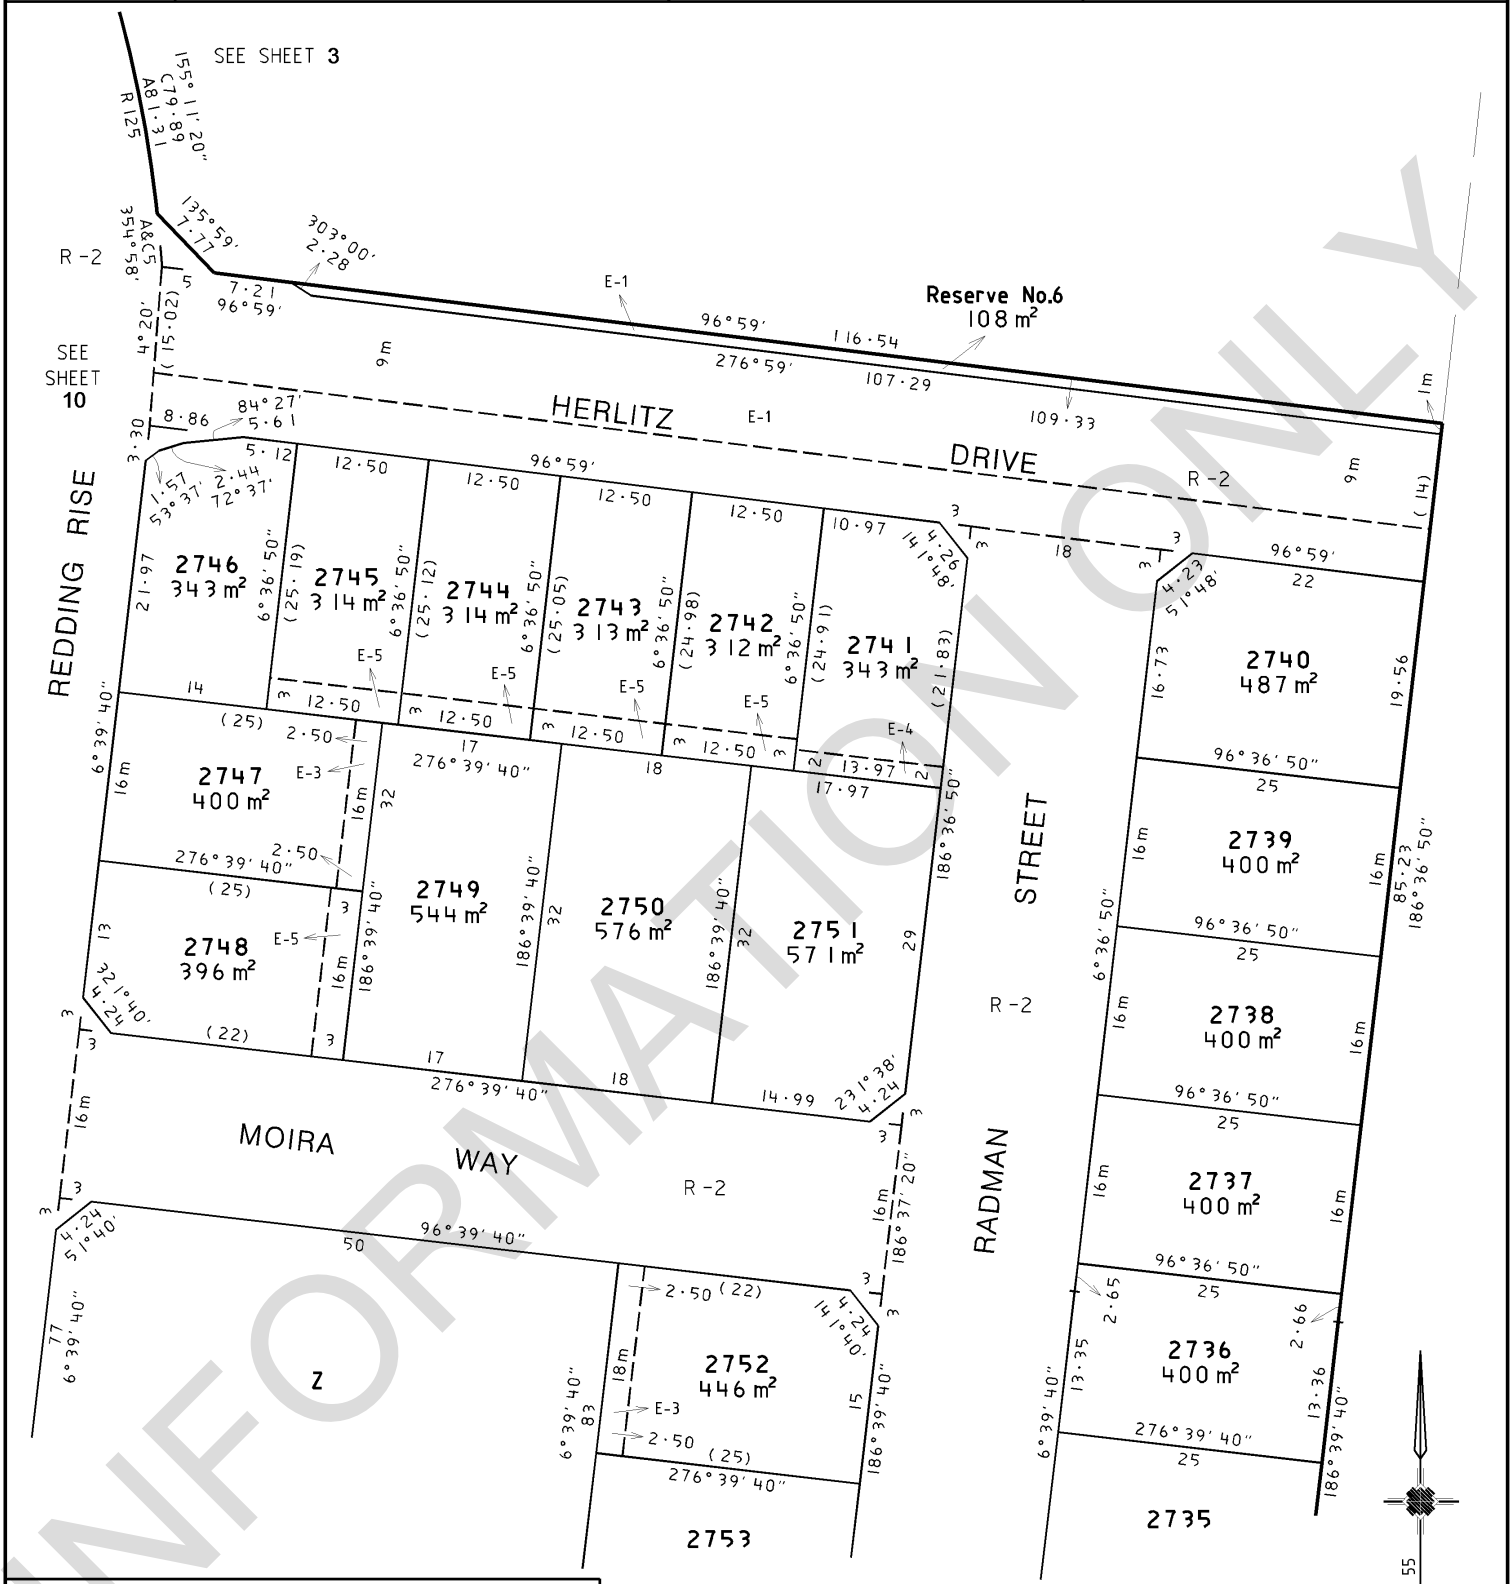 SEE SHEET 3
155° 11' 20"
C79·89
A81·31
R125
135°59'
7·77
303°00'
2·28
A&C5
354°58'
R-2
5
7·21
96°59'
E-1
96°59'
116·54
Reserve No.6
108 m²
276°59'
107·29
109·33
1m
4°20'
(15·02)
9m
SEE
SHEET
10
8·86
84°27'
5·61
HERLITZ
E-1
DRIVE
R-2
9m
(14)
3·30
5·12
12·50
96°59'
12·50
12·50
12·50
10·97
3
3
18
3
3
96°59'
22
1·57
53°37'
2·44
72°37'
4·26
141°48'
4·23
51°48'
REDDING RISE
21·97
2746
343 m²
6°36'50"
(25·19)
2745
314 m²
6°36'50"
(25·12)
2744
314 m²
6°36'50"
(25·05)
2743
313 m²
6°36'50"
(24·98)
2742
312 m²
6°36'50"
(24·91)
2741
343 m²
(21·83)
16·73
2740
487 m²
19·56
E-5
E-5
E-5
E-5
E-4
14
3
12·50
3
12·50
3
12·50
3
12·50
3
2
13·97
2
(25)
2·50
17
276°39'40"
18
17·97
96°36'50"
25
6°39'40"
16m
2747
400 m²
E-3
16m
32
186°36'50"
STREET
16m
2739
400 m²
16m
85·23
186°36'50"
276°39'40"
2·50
(25)
3
2749
544 m²
186°39'40"
32
2750
576 m²
186°39'40"
32
2751
571 m²
29
6°36'50"
96°36'50"
25
13
2748
396 m²
E-5
16m
186°39'40"
321°40'
4·24
R-2
16m
2738
400 m²
16m
3
3
(22)
3
17
276°39'40"
18
14·99
231°38'
4·24
3
3
96°36'50"
25
16m
MOIRA
WAY
R-2
16m
186°37'20"
RADMAN
16m
2737
400 m²
16m
3
3
4·24
51°40'
96°39'40"
50
96°36'50"
25
2·50
(22)
3
3
4·24
141°40'
2·65
2·66
77
6°39'40"
Z
18m
2752
446 m²
15
186°39'40"
13·35
2736
400 m²
13·36
6°39'40"
83
E-3
2·50
(25)
276°39'40"
6°39'40"
276°39'40"
25
186°39'40"
2753
2735
55
INFORMATION ONLY